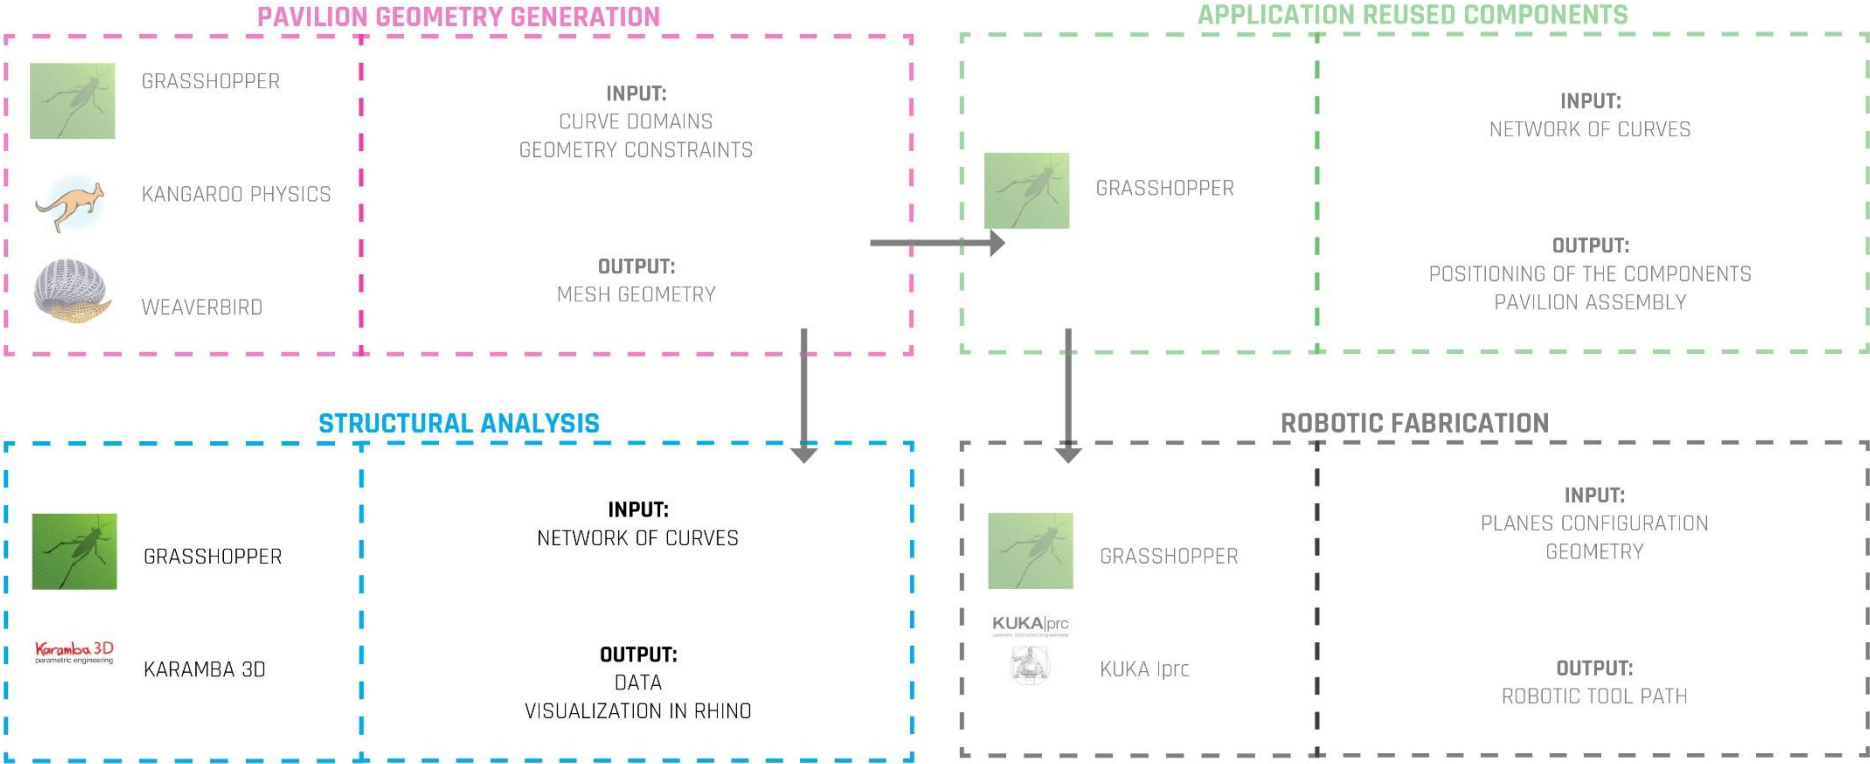 PAVILION GEOMETRY GENERATION
GRASSHOPPER
KANGAROO PHYSICS
WEAVERBIRD
INPUT:
CURVE DOMAINS
GEOMETRY CONSTRAINTS
OUTPUT:
MESH GEOMETRY
APPLICATION REUSED COMPONENTS
GRASSHOPPER
INPUT:
NETWORK OF CURVES
OUTPUT:
POSITIONING OF THE COMPONENTS
PAVILION ASSEMBLY
STRUCTURAL ANALYSIS
GRASSHOPPER
Karamba 3D
parametric engineering
KARAMBA 3D
INPUT:
NETWORK OF CURVES
OUTPUT:
DATA
VISUALIZATION IN RHINO
ROBOTIC FABRICATION
GRASSHOPPER
KUKA|prc
KUKA |prc
INPUT:
PLANES CONFIGURATION
GEOMETRY
OUTPUT:
ROBOTIC TOOL PATH